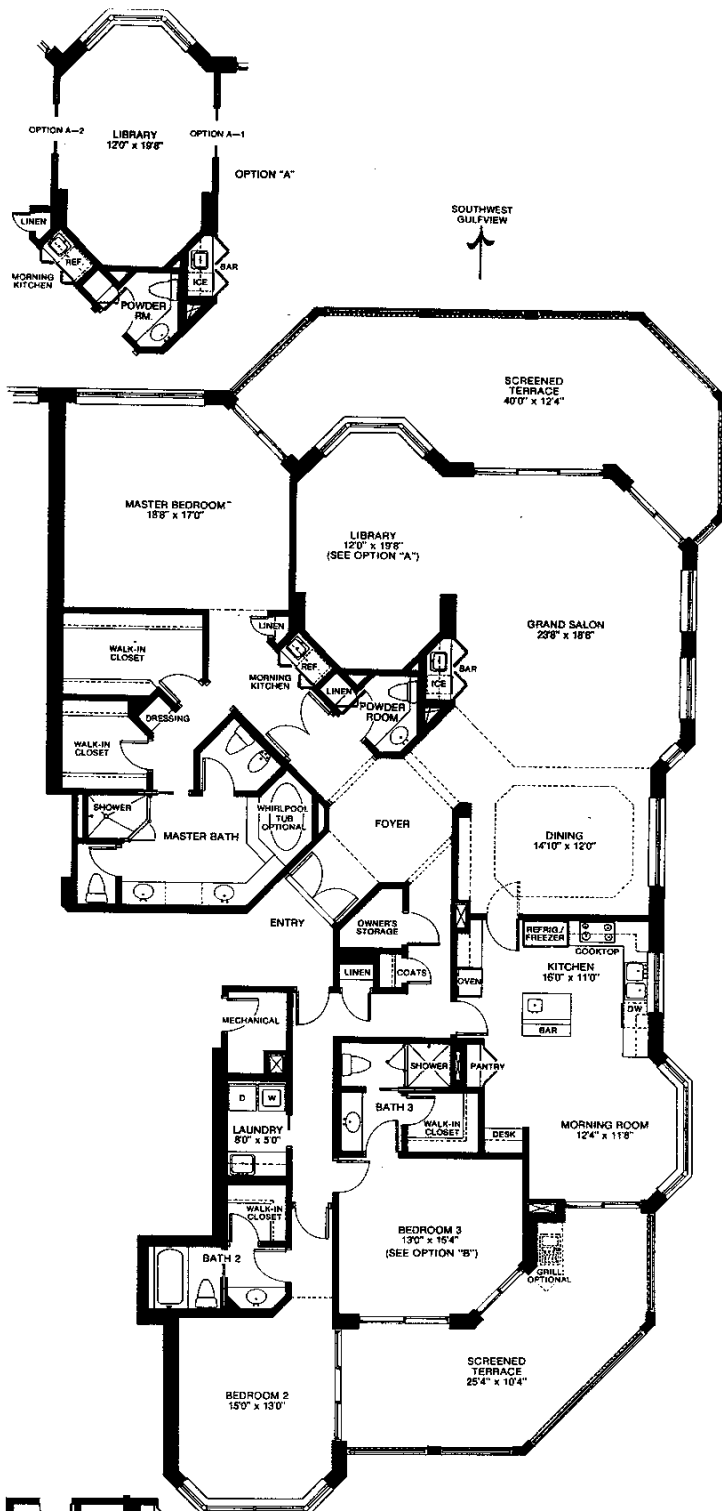 OPTION A-2
LIBRARY
12'0" x 19'8"
OPTION A-1
OPTION "A"
LINEN
REF.
MORNING
KITCHEN
BAR
ICE
POWDER
RM.
SOUTHWEST
GULFVIEW
SCREENED
TERRACE
40'0" x 12'4"
MASTER BEDROOM
18'8" x 17'0"
LIBRARY
12'0" x 19'8"
(SEE OPTION "A")
GRAND SALON
23'8" x 18'8"
LINEN
WALK-IN
CLOSET
MORNING
KITCHEN
REF.
BAR
ICE
LINEN
POWDER
ROOM
DRESSING
WALK-IN
CLOSET
SHOWER
MASTER BATH
WHIRLPOOL
TUB
OPTIONAL
FOYER
DINING
14'10" x 12'0"
ENTRY
OWNER'S
STORAGE
REFRIG./
FREEZER
COOKTOP
LINEN
COATS
OVEN
KITCHEN
16'0" x 11'0"
DW
BAR
MECHANICAL
SHOWER
PANTRY
D
W
BATH 3
LAUNDRY
8'0" x 5'0"
WALK-IN
CLOSET
DESK
MORNING ROOM
12'4" x 11'8"
WALK-IN
CLOSET
BEDROOM 3
13'0" x 15'4"
(SEE OPTION "B")
BATH 2
GRILL
OPTIONAL
SCREENED
TERRACE
25'4" x 10'4"
BEDROOM 2
15'0" x 13'0"